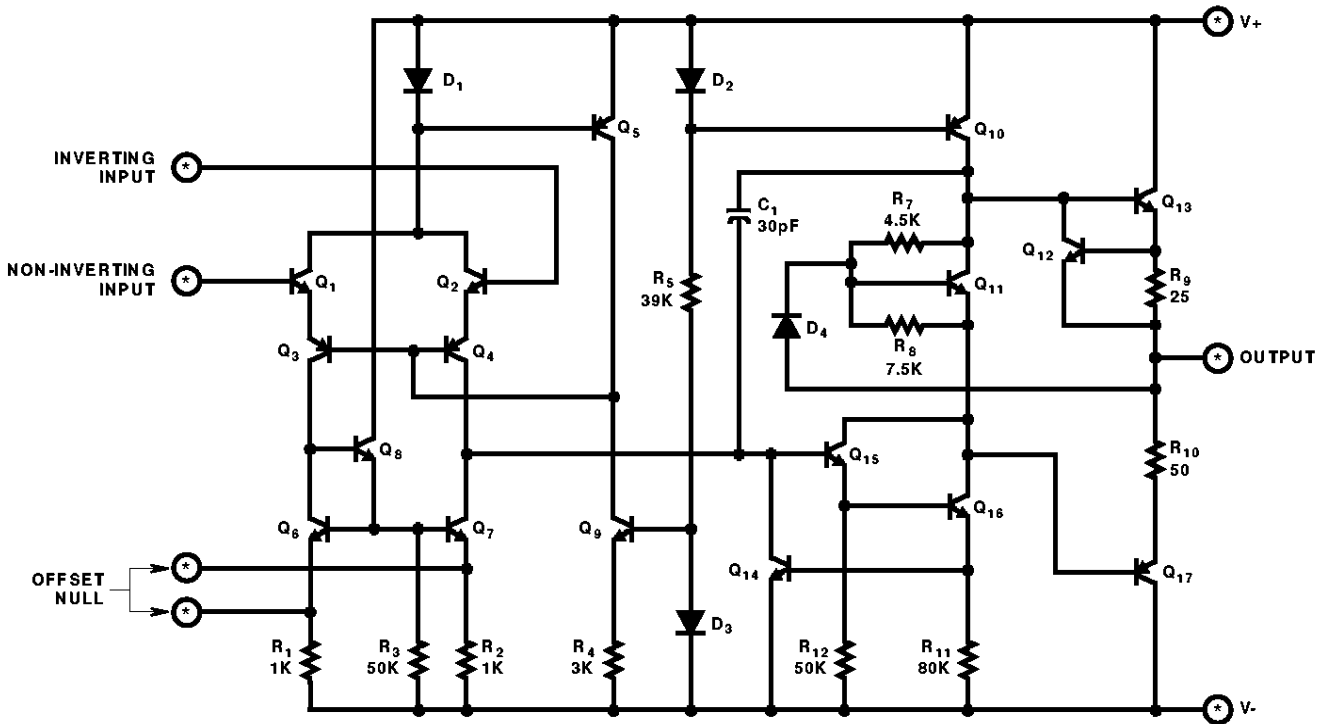 V+
D1
D2
Q5
Q10
INVERTING
INPUT
C1
30pF
R7
4.5K
Q13
Q12
NON-INVERTING
INPUT
Q1
Q2
R5
39K
Q11
R9
25
D4
R8
7.5K
Q3
Q4
OUTPUT
Q8
Q15
R10
50
Q6
Q7
Q9
Q16
Q14
Q17
OFFSET
NULL
D3
R1
1K
R3
50K
R2
1K
R4
3K
R12
50K
R11
80K
V-